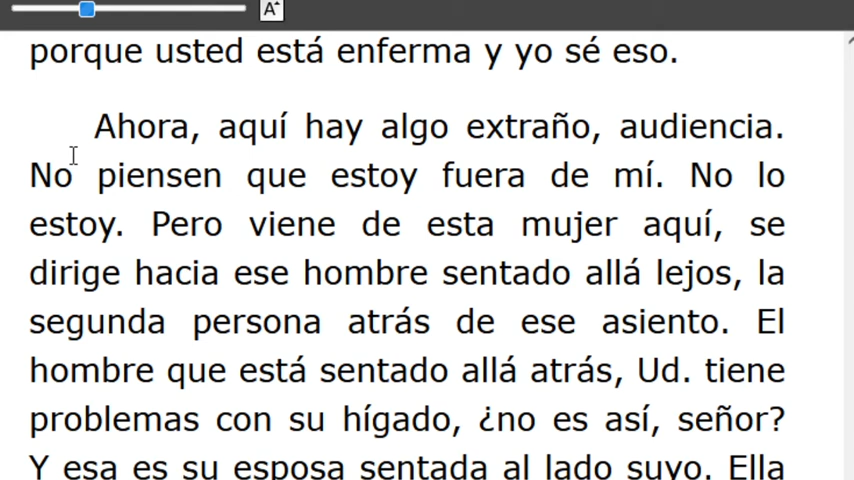 A
porque usted está enferma y yo sé eso.
Ahora, aquí hay algo extraño, audiencia.
No piensen que estoy fuera de mí. No lo
estoy. Pero viene de esta mujer aquí, se
dirige hacia ese hombre sentado allá lejos, la
segunda persona atrás de ese asiento. El
hombre que está sentado allá atrás, Ud. tiene
problemas con su hígado, ¿no es así, señor?
Y esa es su esposa sentada al lado suyo. Ella